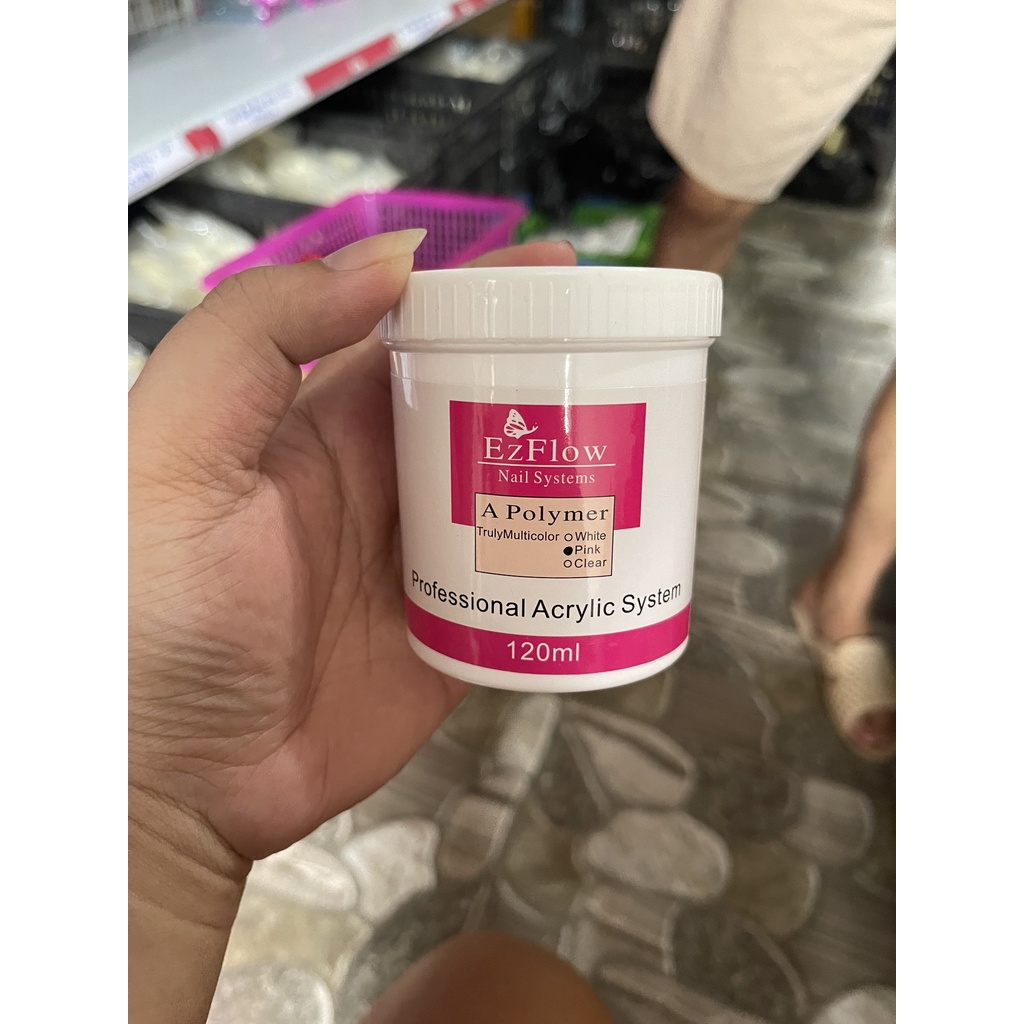 EzFlow
Nail Systems
A Polymer
TrulyMulticolor White
Pink
Clear
Professional Acrylic System
120ml